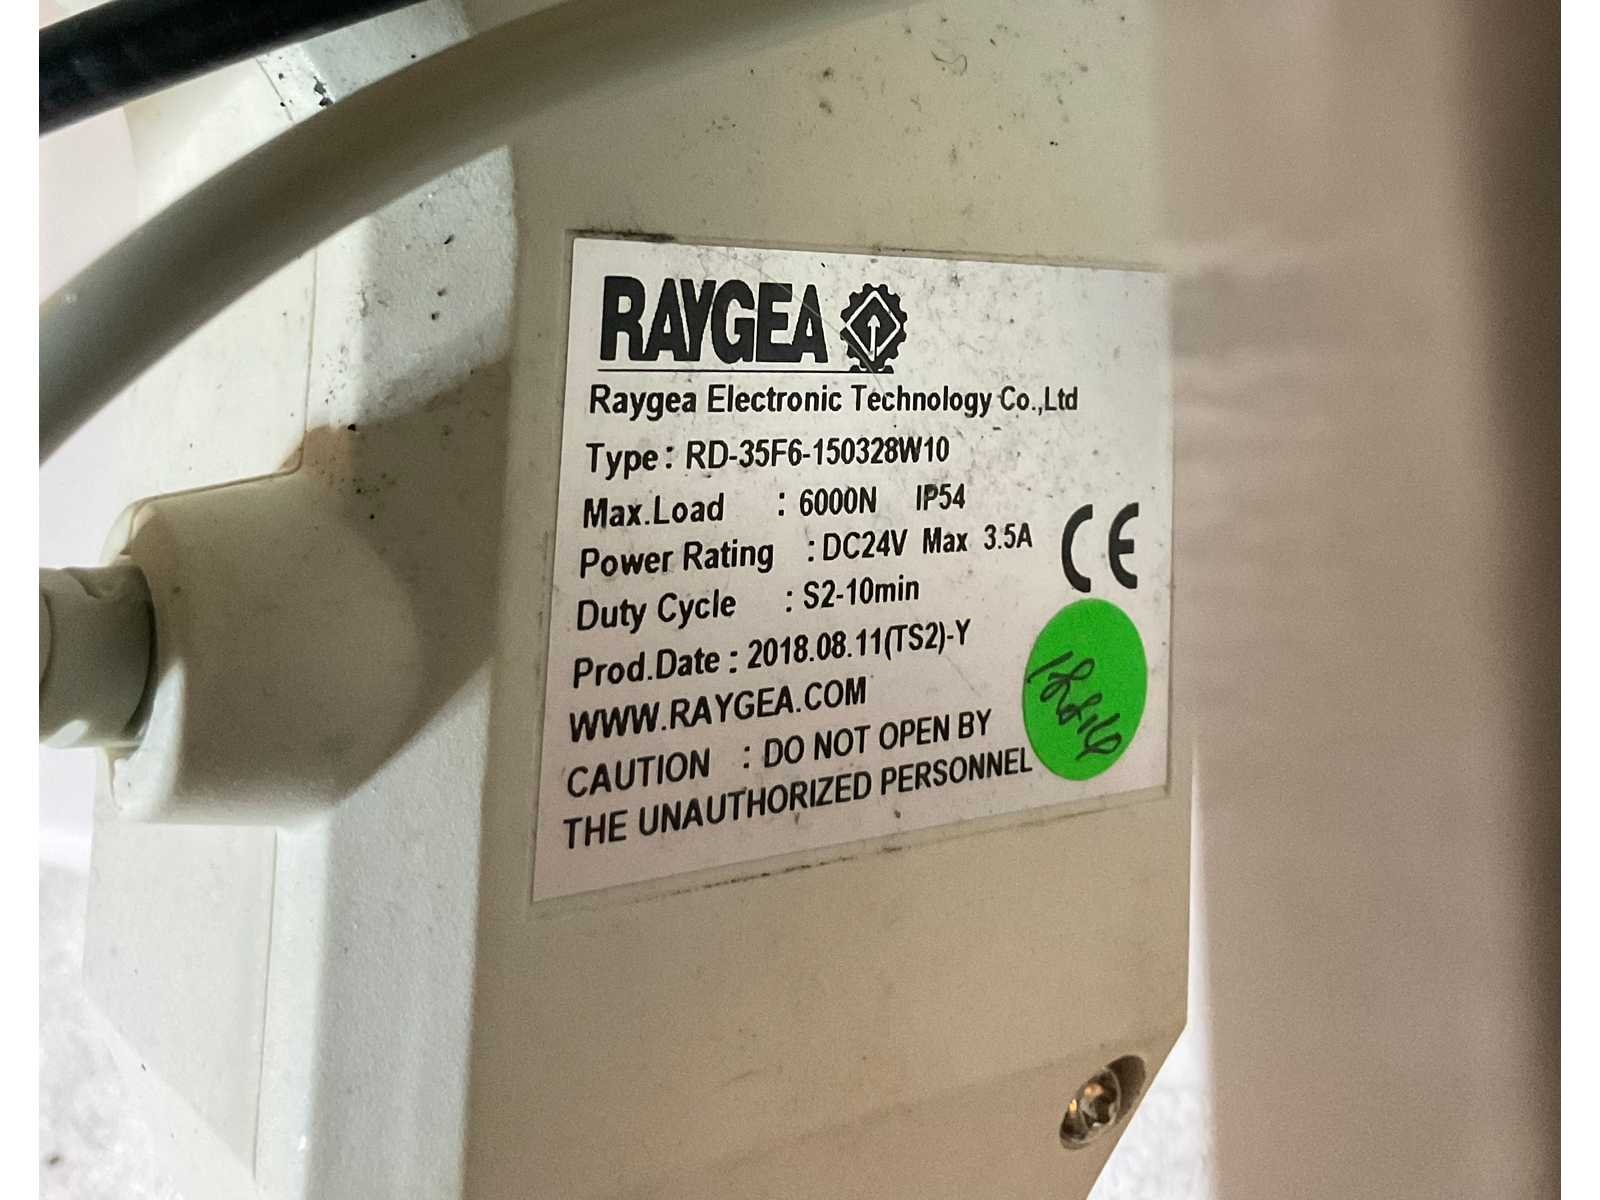 RAYGEA
Raygea Electronic Technology Co.,Ltd
Type : RD-35F6-150328W10
Max.Load : 6000N IP54
Power Rating : DC24V Max 3.5A
Duty Cycle : S2-10min
Prod.Date : 2018.08.11(TS2)-Y
WWW.RAYGEA.COM
CAUTION : DO NOT OPEN BY
THE UNAUTHORIZED PERSONNEL
CE